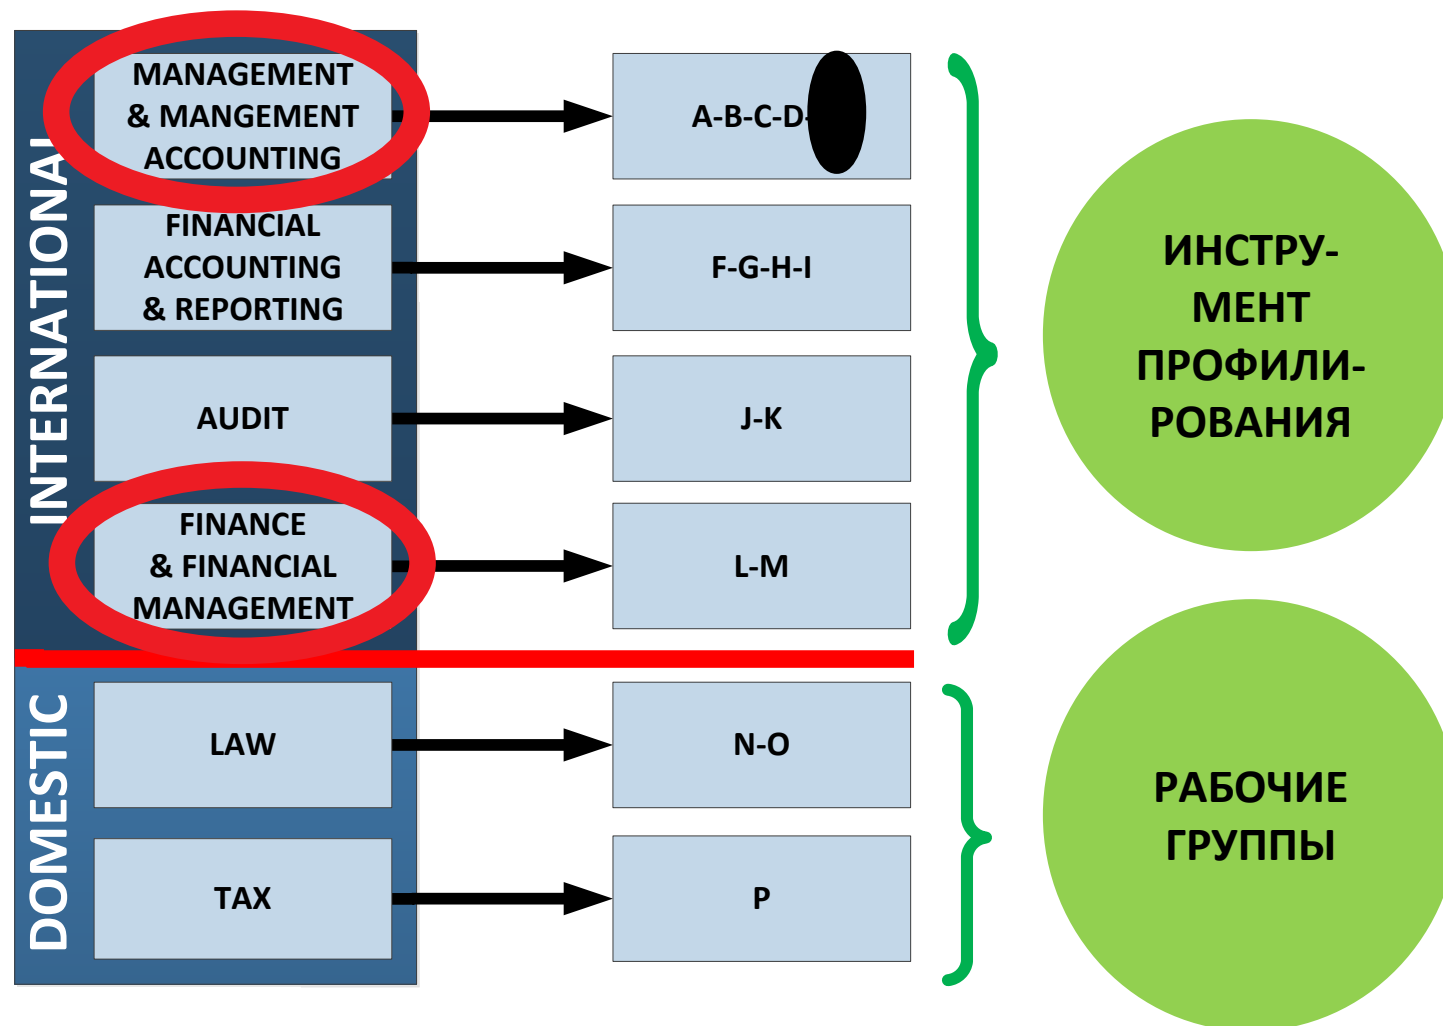 INTERNATIONAL
MANAGEMENT
& MANGEMENT
ACCOUNTING
A-B-C-D-
FINANCIAL
ACCOUNTING
& REPORTING
F-G-H-I
AUDIT
J-K
FINANCE
& FINANCIAL
MANAGEMENT
L-M
ИНСТРУ-
МЕНТ
ПРОФИЛИ-
РОВАНИЯ
DOMESTIC
LAW
N-O
TAX
P
РАБОЧИЕ
ГРУППЫ